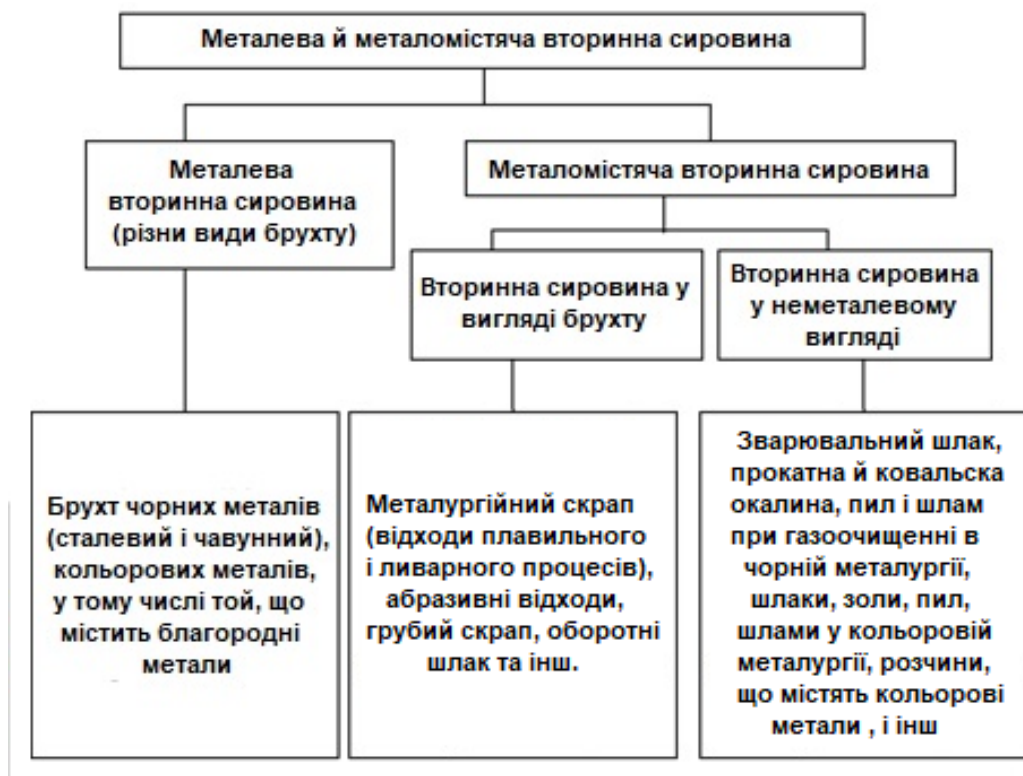 Металева й металомістяча вторинна сировина
Металева
вторинна сировина
(різни види брухту)
Металомістяча вторинна сировина
Вторинна сировина у
вигляді брухту
Вторинна сировина
у неметалевому
вигляді
Брухт чорних металів
(сталевий і чавунний),
кольорових металів,
у тому числі той, що
містить благородні
метали
Металургійний скрап
(відходи плавильного
і ливарного процесів),
абразивні відходи,
грубий скрап, оборотні
шлак та інш.
Зварювальний шлак,
прокатна й ковальска
окалина, пил і шлам
при газоочищенні в
чорній металургії,
шлаки, золи, пил,
шлами у кольоровій
металургії, розчини,
що містять кольорові
метали , і інш